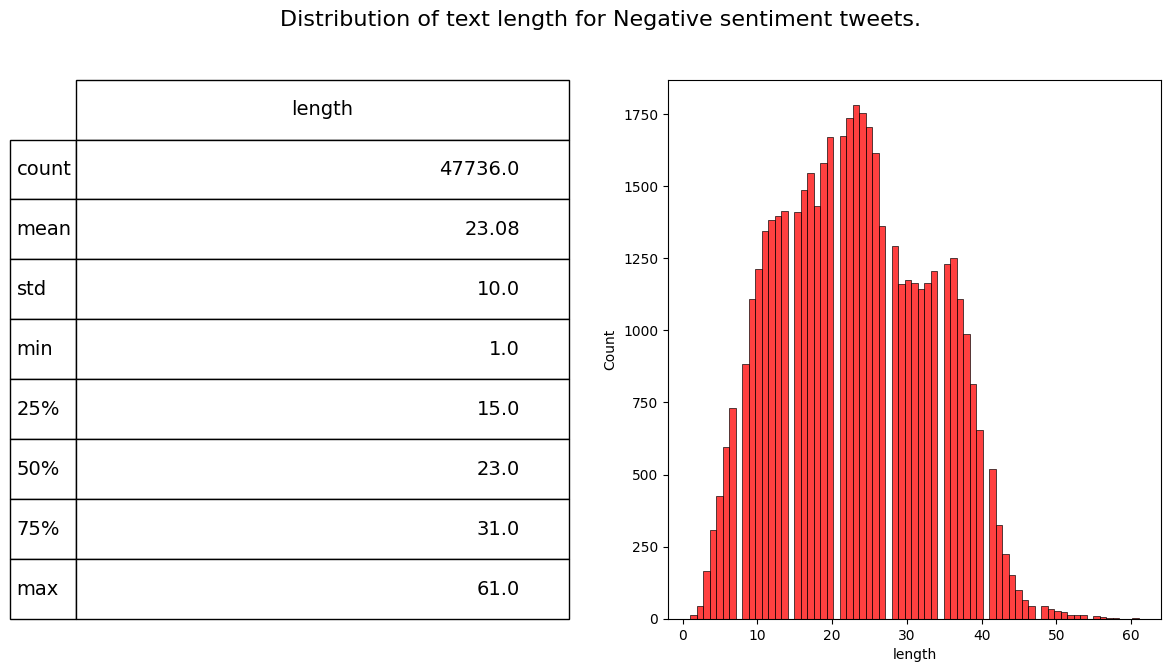 Distribution of text length for Negative sentiment tweets.
length
count 47736.0
mean 23.08
std 10.0
min 1.0
25% 15.0
50% 23.0
75% 31.0
max 61.0
1750
1500
1250
1000
750
500
250
0
Count
0 10 20 30 40 50 60
length